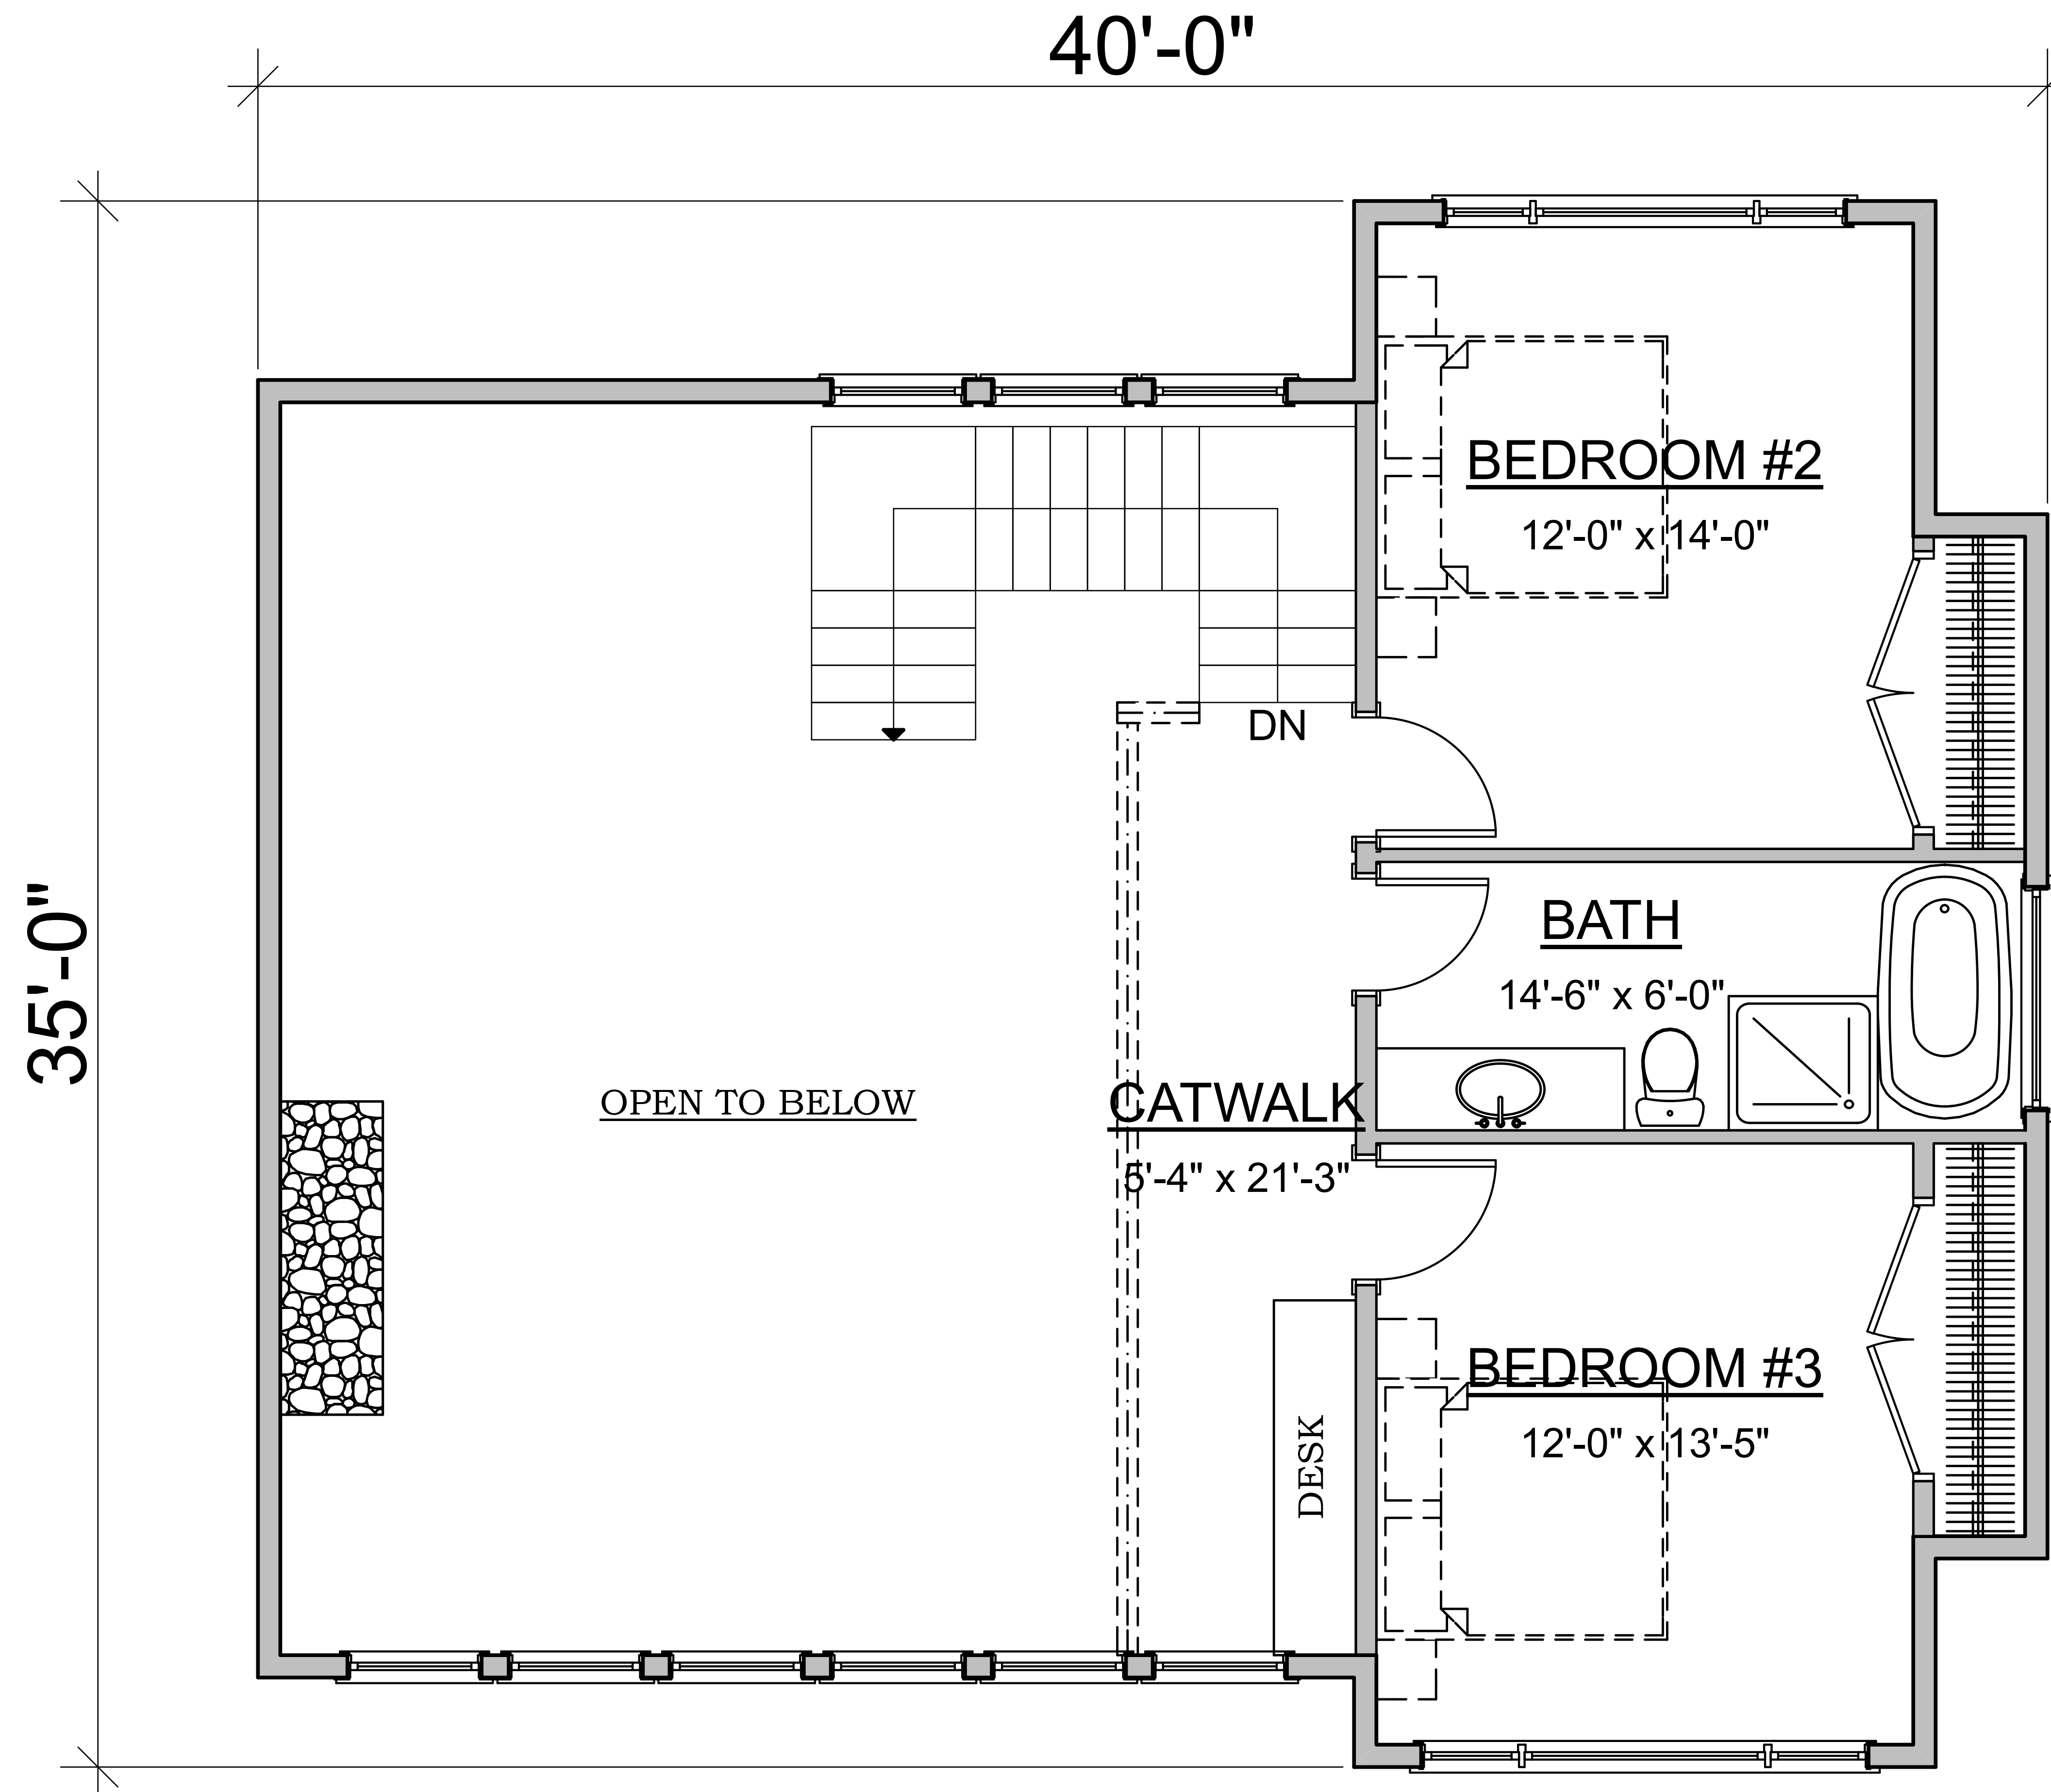 40'-0"
35'-0"
BEDROOM #2
12'-0" x 14'-0"
DN
BATH
14'-6" x 6'-0"
OPEN TO BELOW
CATWALK
5'-4" x 21'-3"
BEDROOM #3
12'-0" x 13'-5"
DESK